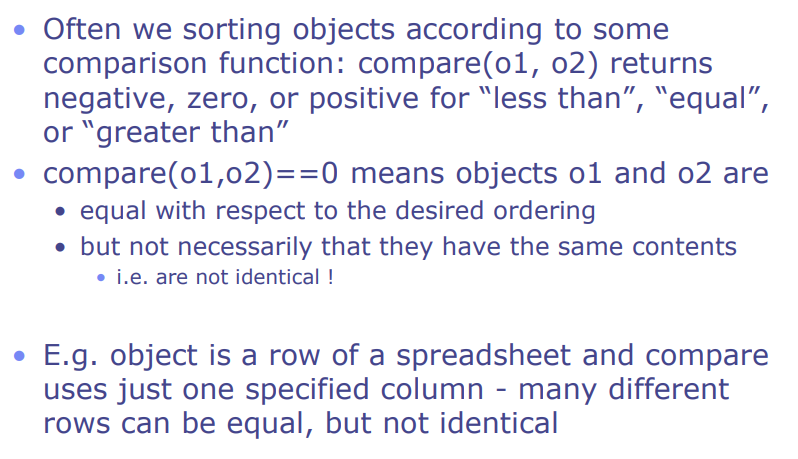 Often we sorting objects according to some
comparison function: compare(o1, o2) returns
negative, zero, or positive for “less than”, “equal”,
or “greater than”
compare(o1,o2)==0 means objects o1 and o2 are
equal with respect to the desired ordering
but not necessarily that they have the same contents
i.e. are not identical !
E.g. object is a row of a spreadsheet and compare
uses just one specified column - many different
rows can be equal, but not identical